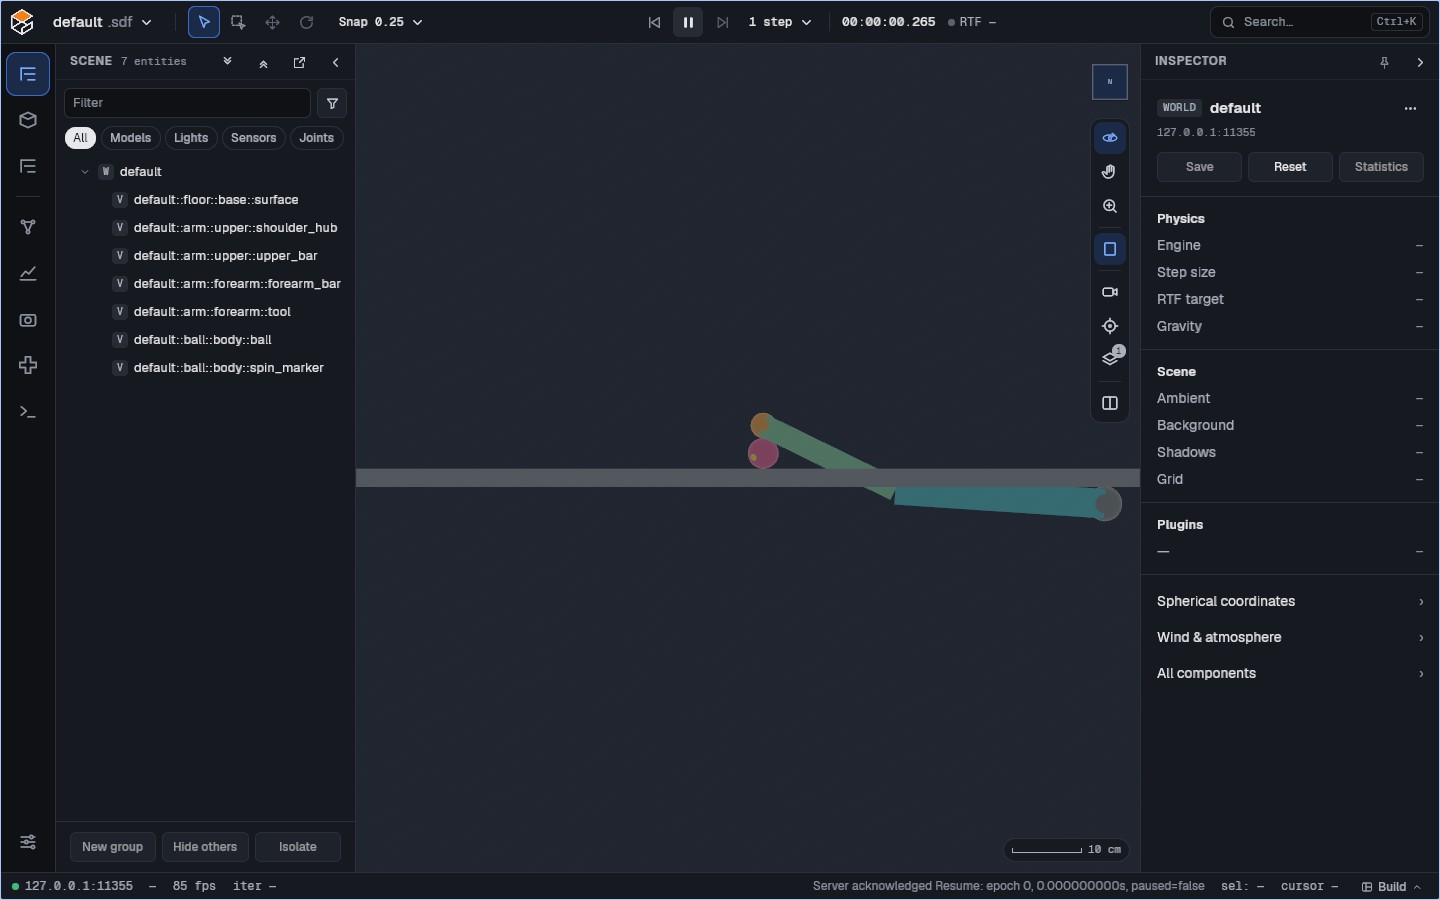 default .sdf
Snap 0.25
1 step
00:00:00.265
RTF –
Search...
Ctrl+K
SCENE 7 entities
Filter
All
Models
Lights
Sensors
Joints
W default
V default::floor::base::surface
V default::arm::upper::shoulder_hub
V default::arm::upper::upper_bar
V default::arm::forearm::forearm_bar
V default::arm::forearm::tool
V default::ball::body::ball
V default::ball::body::spin_marker
New group
Hide others
Isolate
N
1
10 cm
INSPECTOR
WORLD default
127.0.0.1:11355
Save
Reset
Statistics
Physics
Engine –
Step size –
RTF target –
Gravity –
Scene
Ambient –
Background –
Shadows –
Grid –
Plugins
— –
Spherical coordinates
Wind & atmosphere
All components
127.0.0.1:11355 – 85 fps iter –
Server acknowledged Resume: epoch 0, 0.000000000s, paused=false
sel: –
cursor –
Build